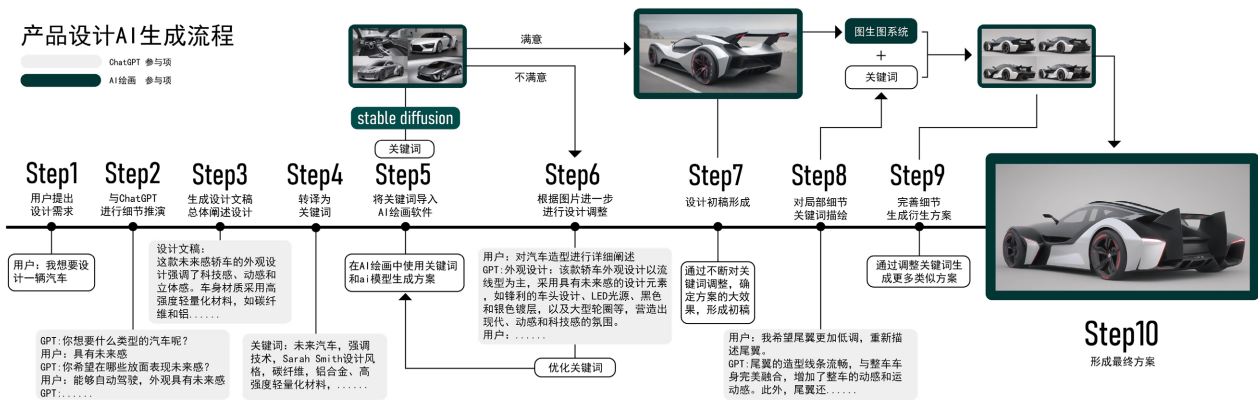 产品设计AI生成流程
ChatGPT 参与项
AI绘画 参与项
stable diffusion
关键词
满意
不满意
图生图系统
+
关键词
Step1
用户提出
设计需求
Step2
与ChatGPT
进行细节推演
Step3
生成设计文稿
总体阐述设计
Step4
转译为
关键词
Step5
将关键词导入
AI绘画软件
Step6
根据图片进一步
进行设计调整
Step7
设计初稿形成
Step8
对局部细节
关键词描绘
Step9
完善细节
生成衍生方案
Step10
形成最终方案
用户：我想要设
计一辆汽车
GPT:你想要什么类型的汽车呢？
用户：具有未来感
GPT:你希望在哪些放面表现未来感？
用户：能够自动驾驶，外观具有未来感
GPT:......
设计文稿：
这款未来感轿车的外观设
计强调了科技感、动感和
立体感。车身材质采用高
强度轻量化材料，如碳纤
维和铝......
关键词：未来汽车，强调
技术，Sarah Smith设计风
格，碳纤维，铝合金、高
强度轻量化材料，......
在AI绘画中使用关键词
和ai模型生成方案
用户：对汽车造型进行详细阐述
GPT:外观设计：该款轿车外观设计以流
线型为主，采用具有未来感的设计元素
，如锋利的车头设计、LED光源、黑色
和银色镀层，以及大型轮圈等，营造出
现代、动感和科技感的氛围。
用户：......
优化关键词
通过不断对关
键词调整，确
定方案的大效
果，形成初稿
用户：我希望尾翼更加低调，重新描
述尾翼。
GPT:尾翼的造型线条流畅，与整车车
身完美融合，增加了整车的动感和运
动感。此外，尾翼还......
通过调整关键词生
成更多类似方案